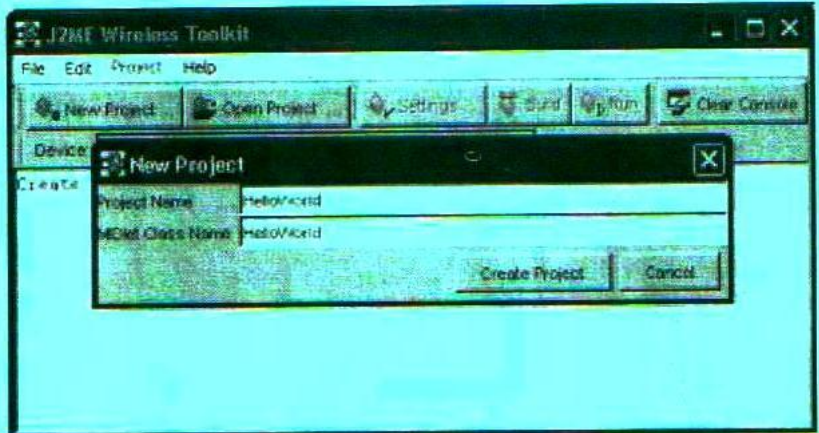 J2ME Wireless Toolkit
File Edit Project Help
New Project Open Project Settings Build Run Clear Console
Device
New Project
Create
Project Name HelloWorld
MIDlet Class Name HelloWorld
Create Project Cancel